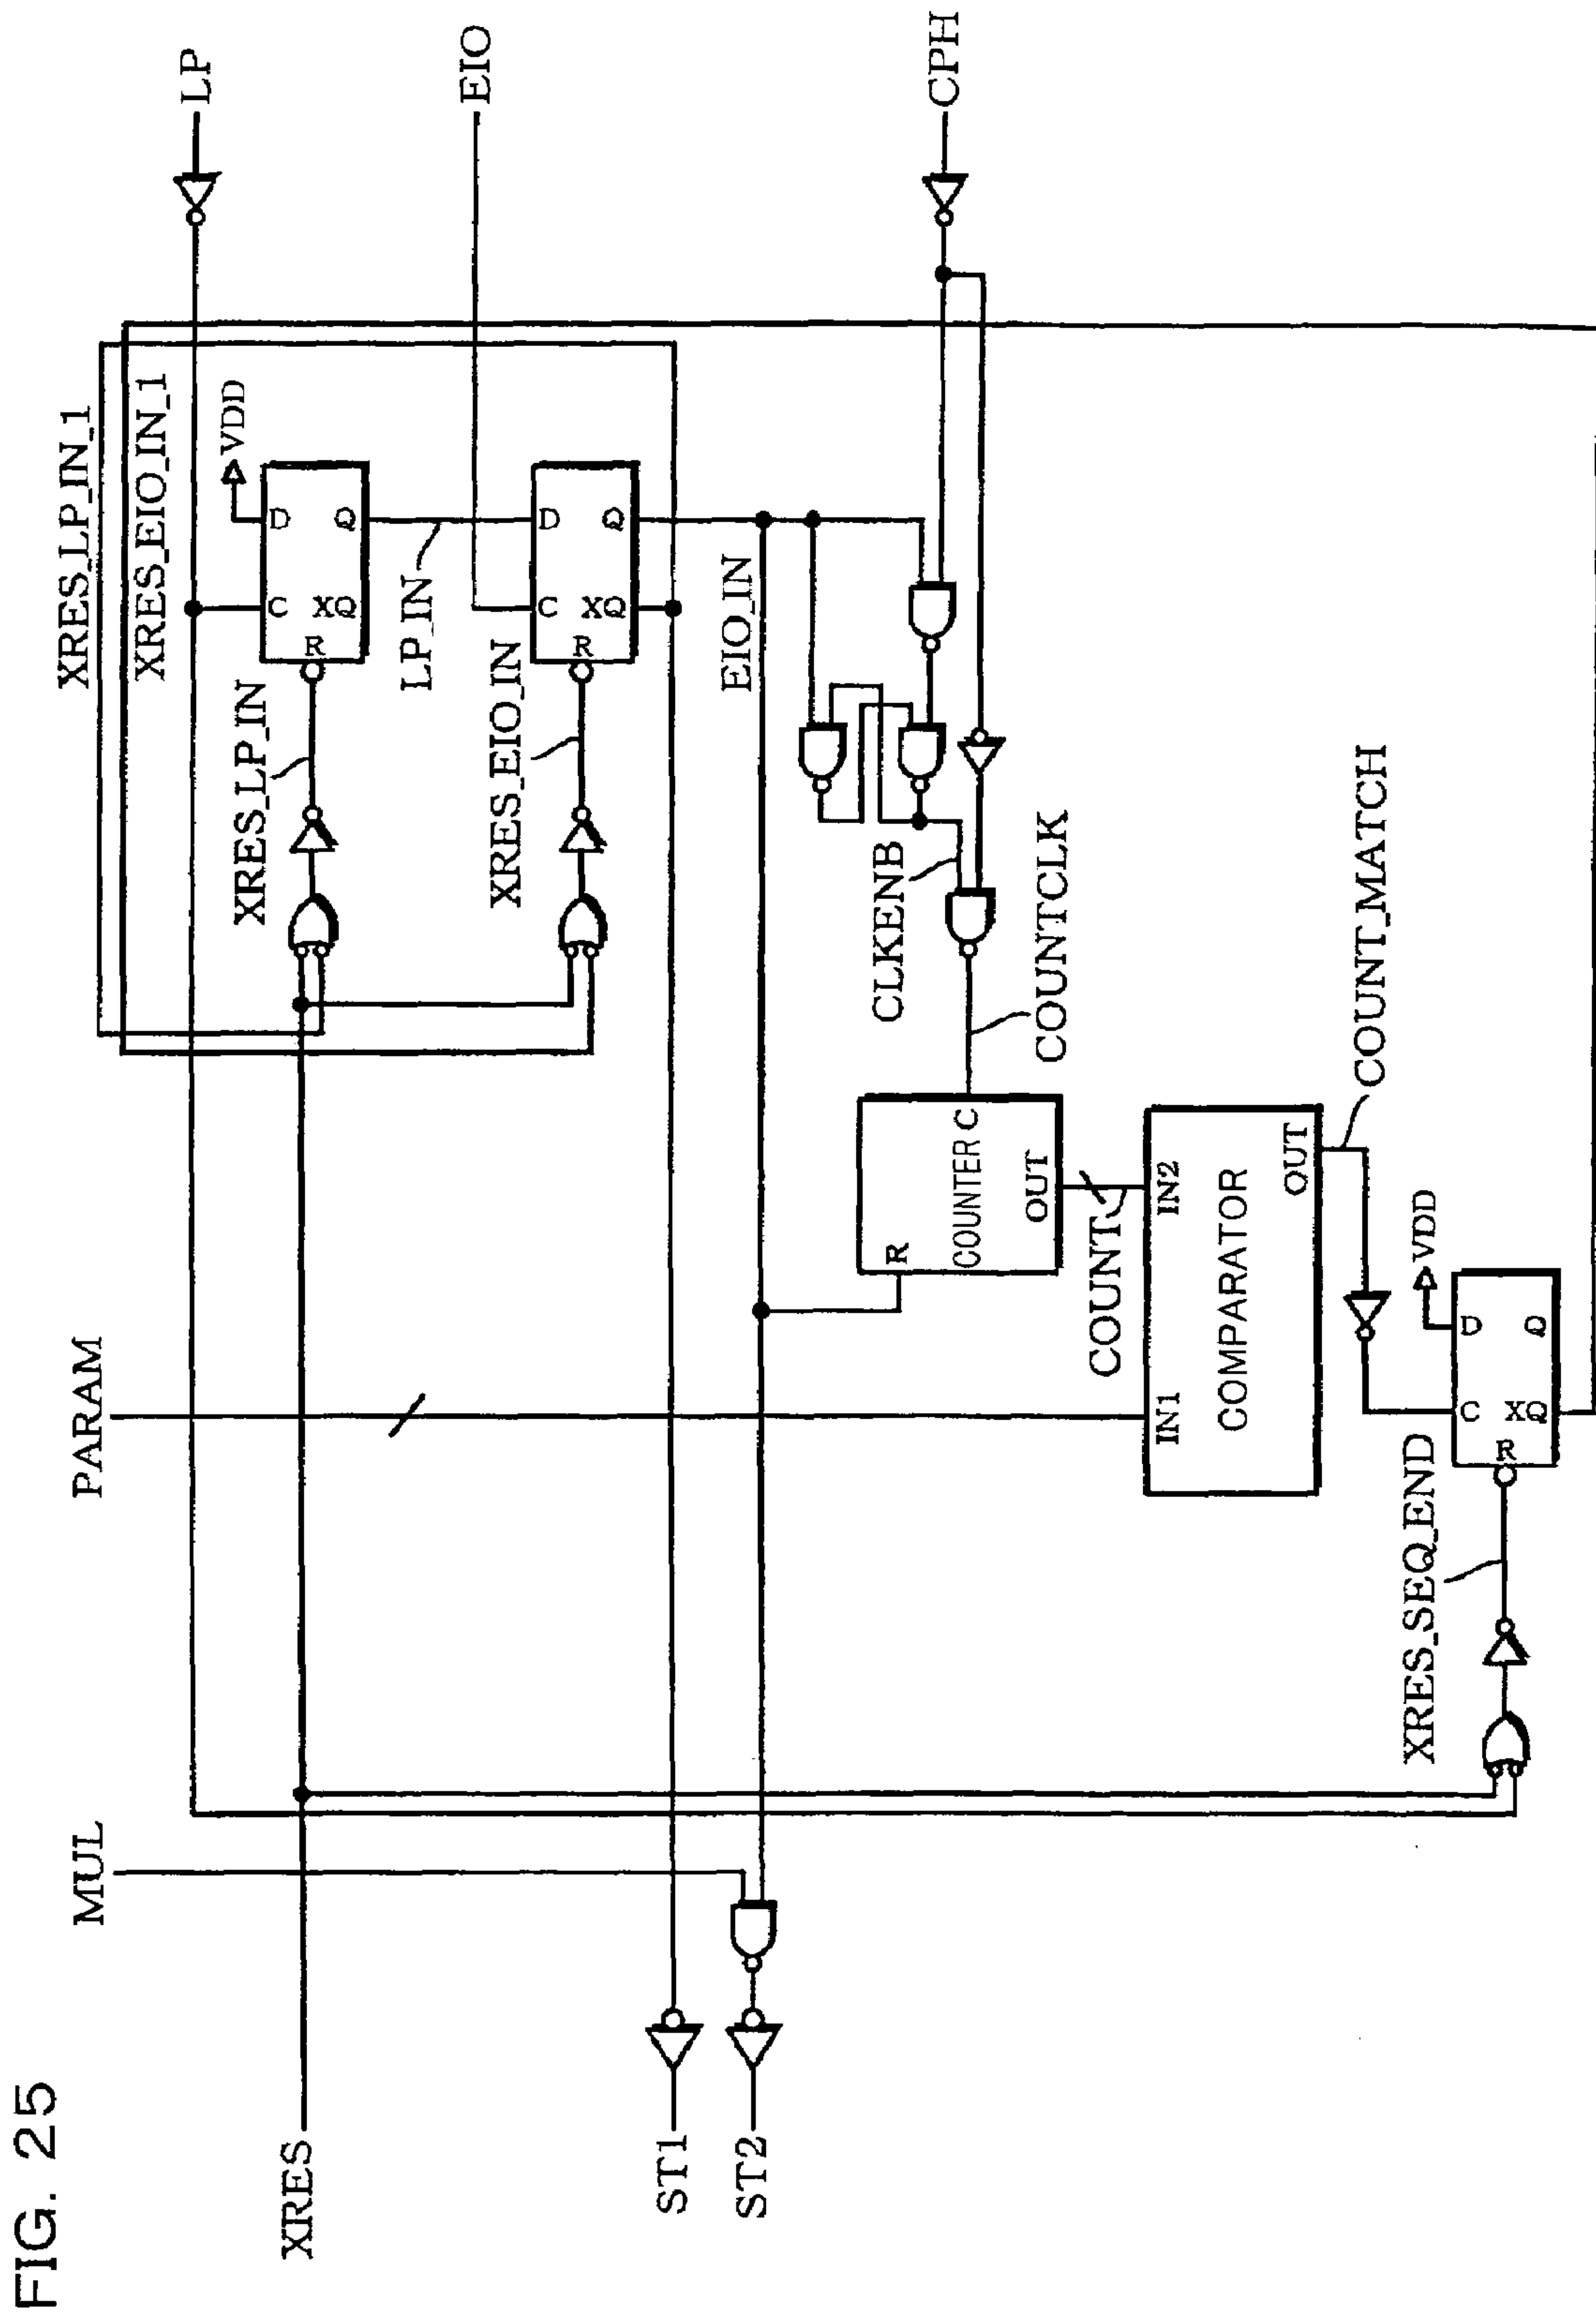 FIG. 25
XRES
ST1
ST2
MUL
PARAM
XRES_LP_IN_1
XRES_EIO_IN_1
LP
EIO
CPH
VDD
D
Q
C
XQ
R
XRES_LP_IN
LP_IN
D
Q
C
XQ
R
XRES_EIO_IN
EIO_IN
CLKENB
COUNTCLK
R
COUNTER
C
OUT
COUNT
IN1
IN2
COMPARATOR
OUT
COUNT_MATCH
VDD
D
Q
C
XQ
R
XRES_SEQ_END